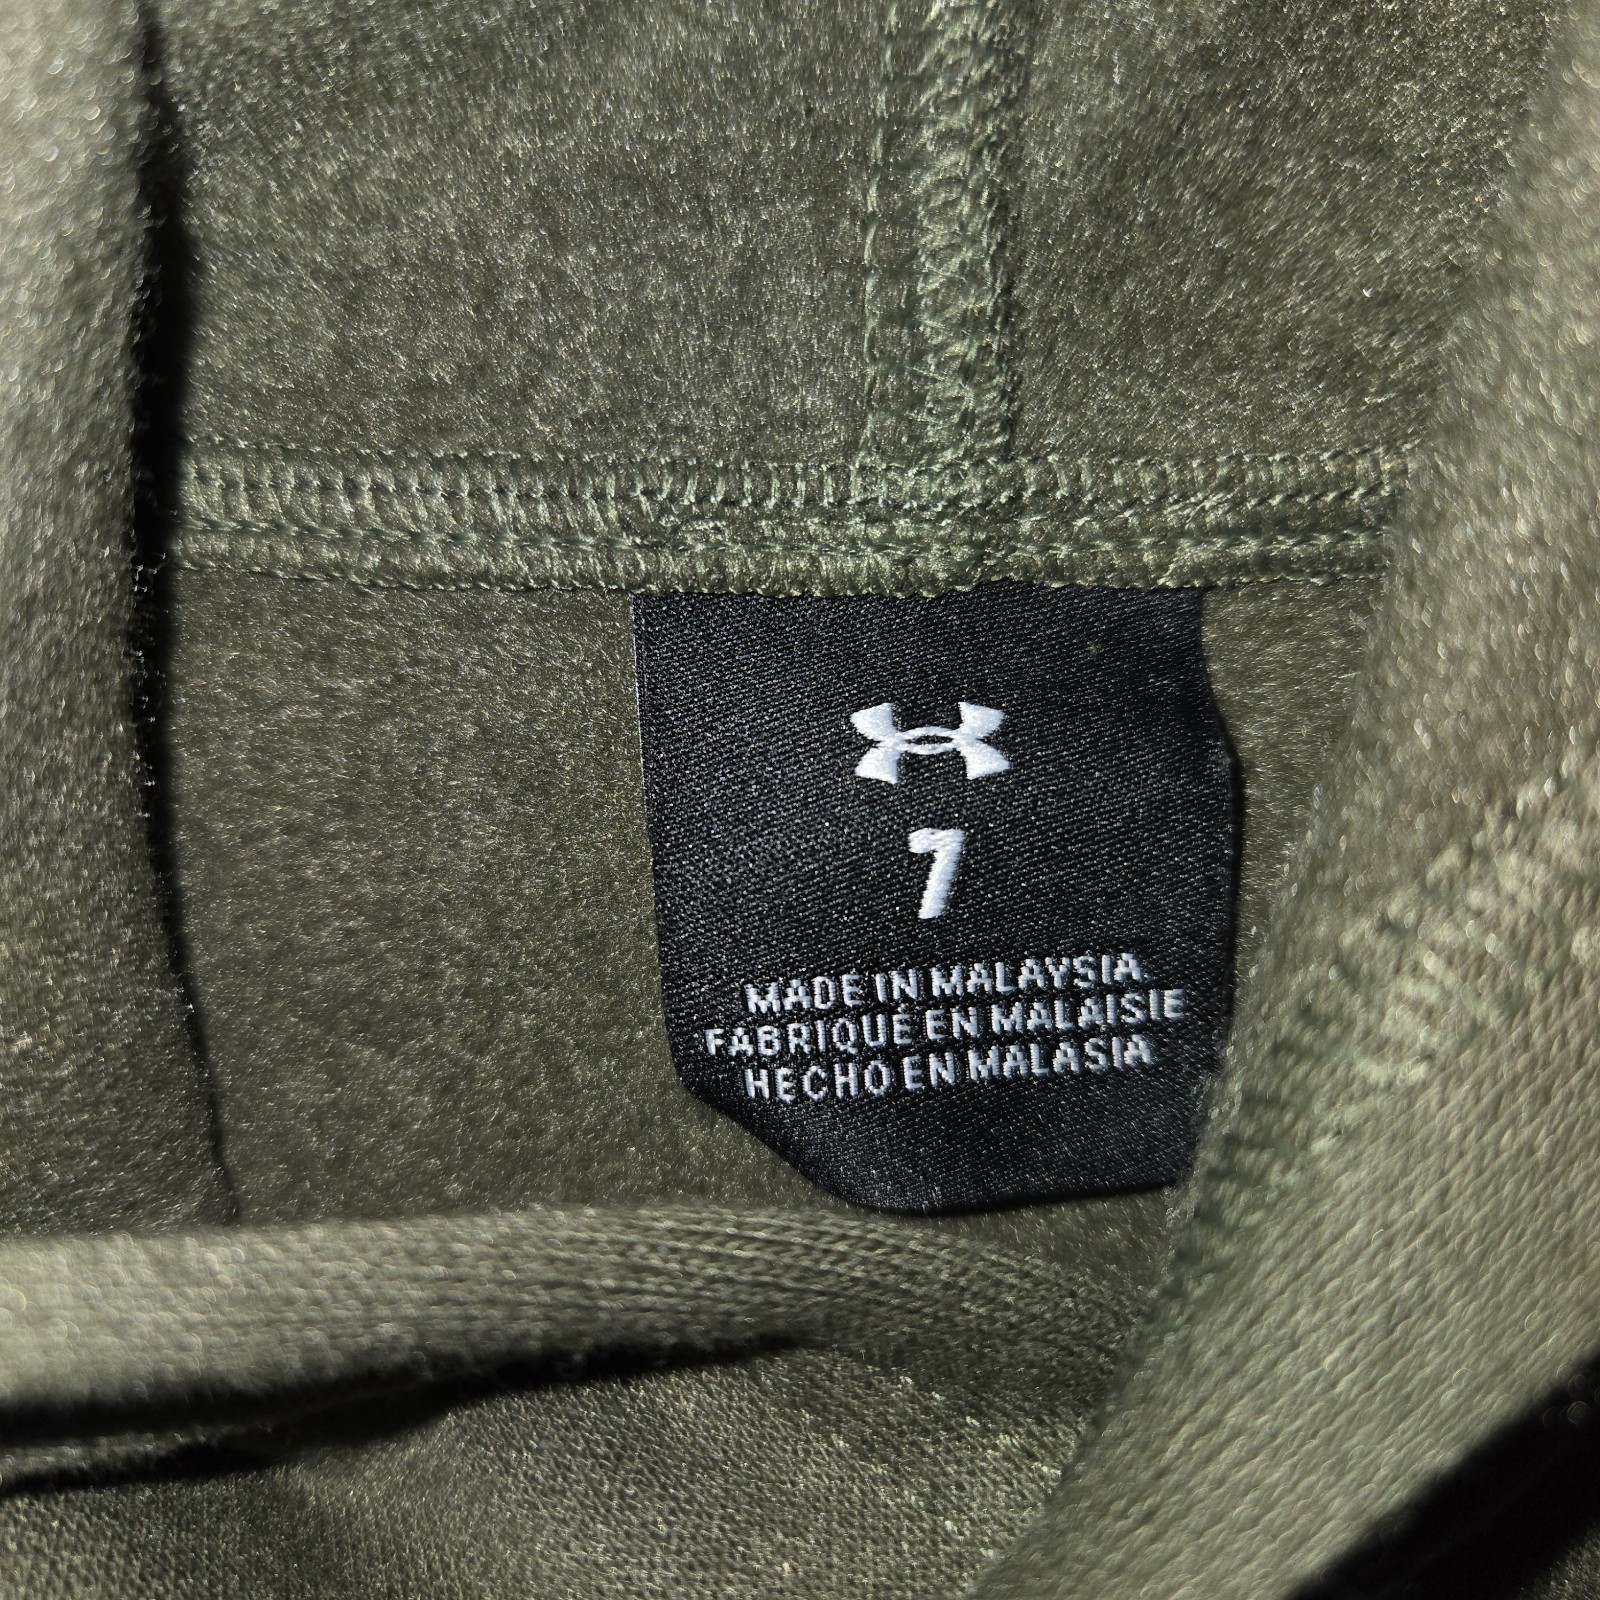 7
MADE IN MALAYSIA
FABRIQUÉ EN MALAISIE
HECHO EN MALASIA